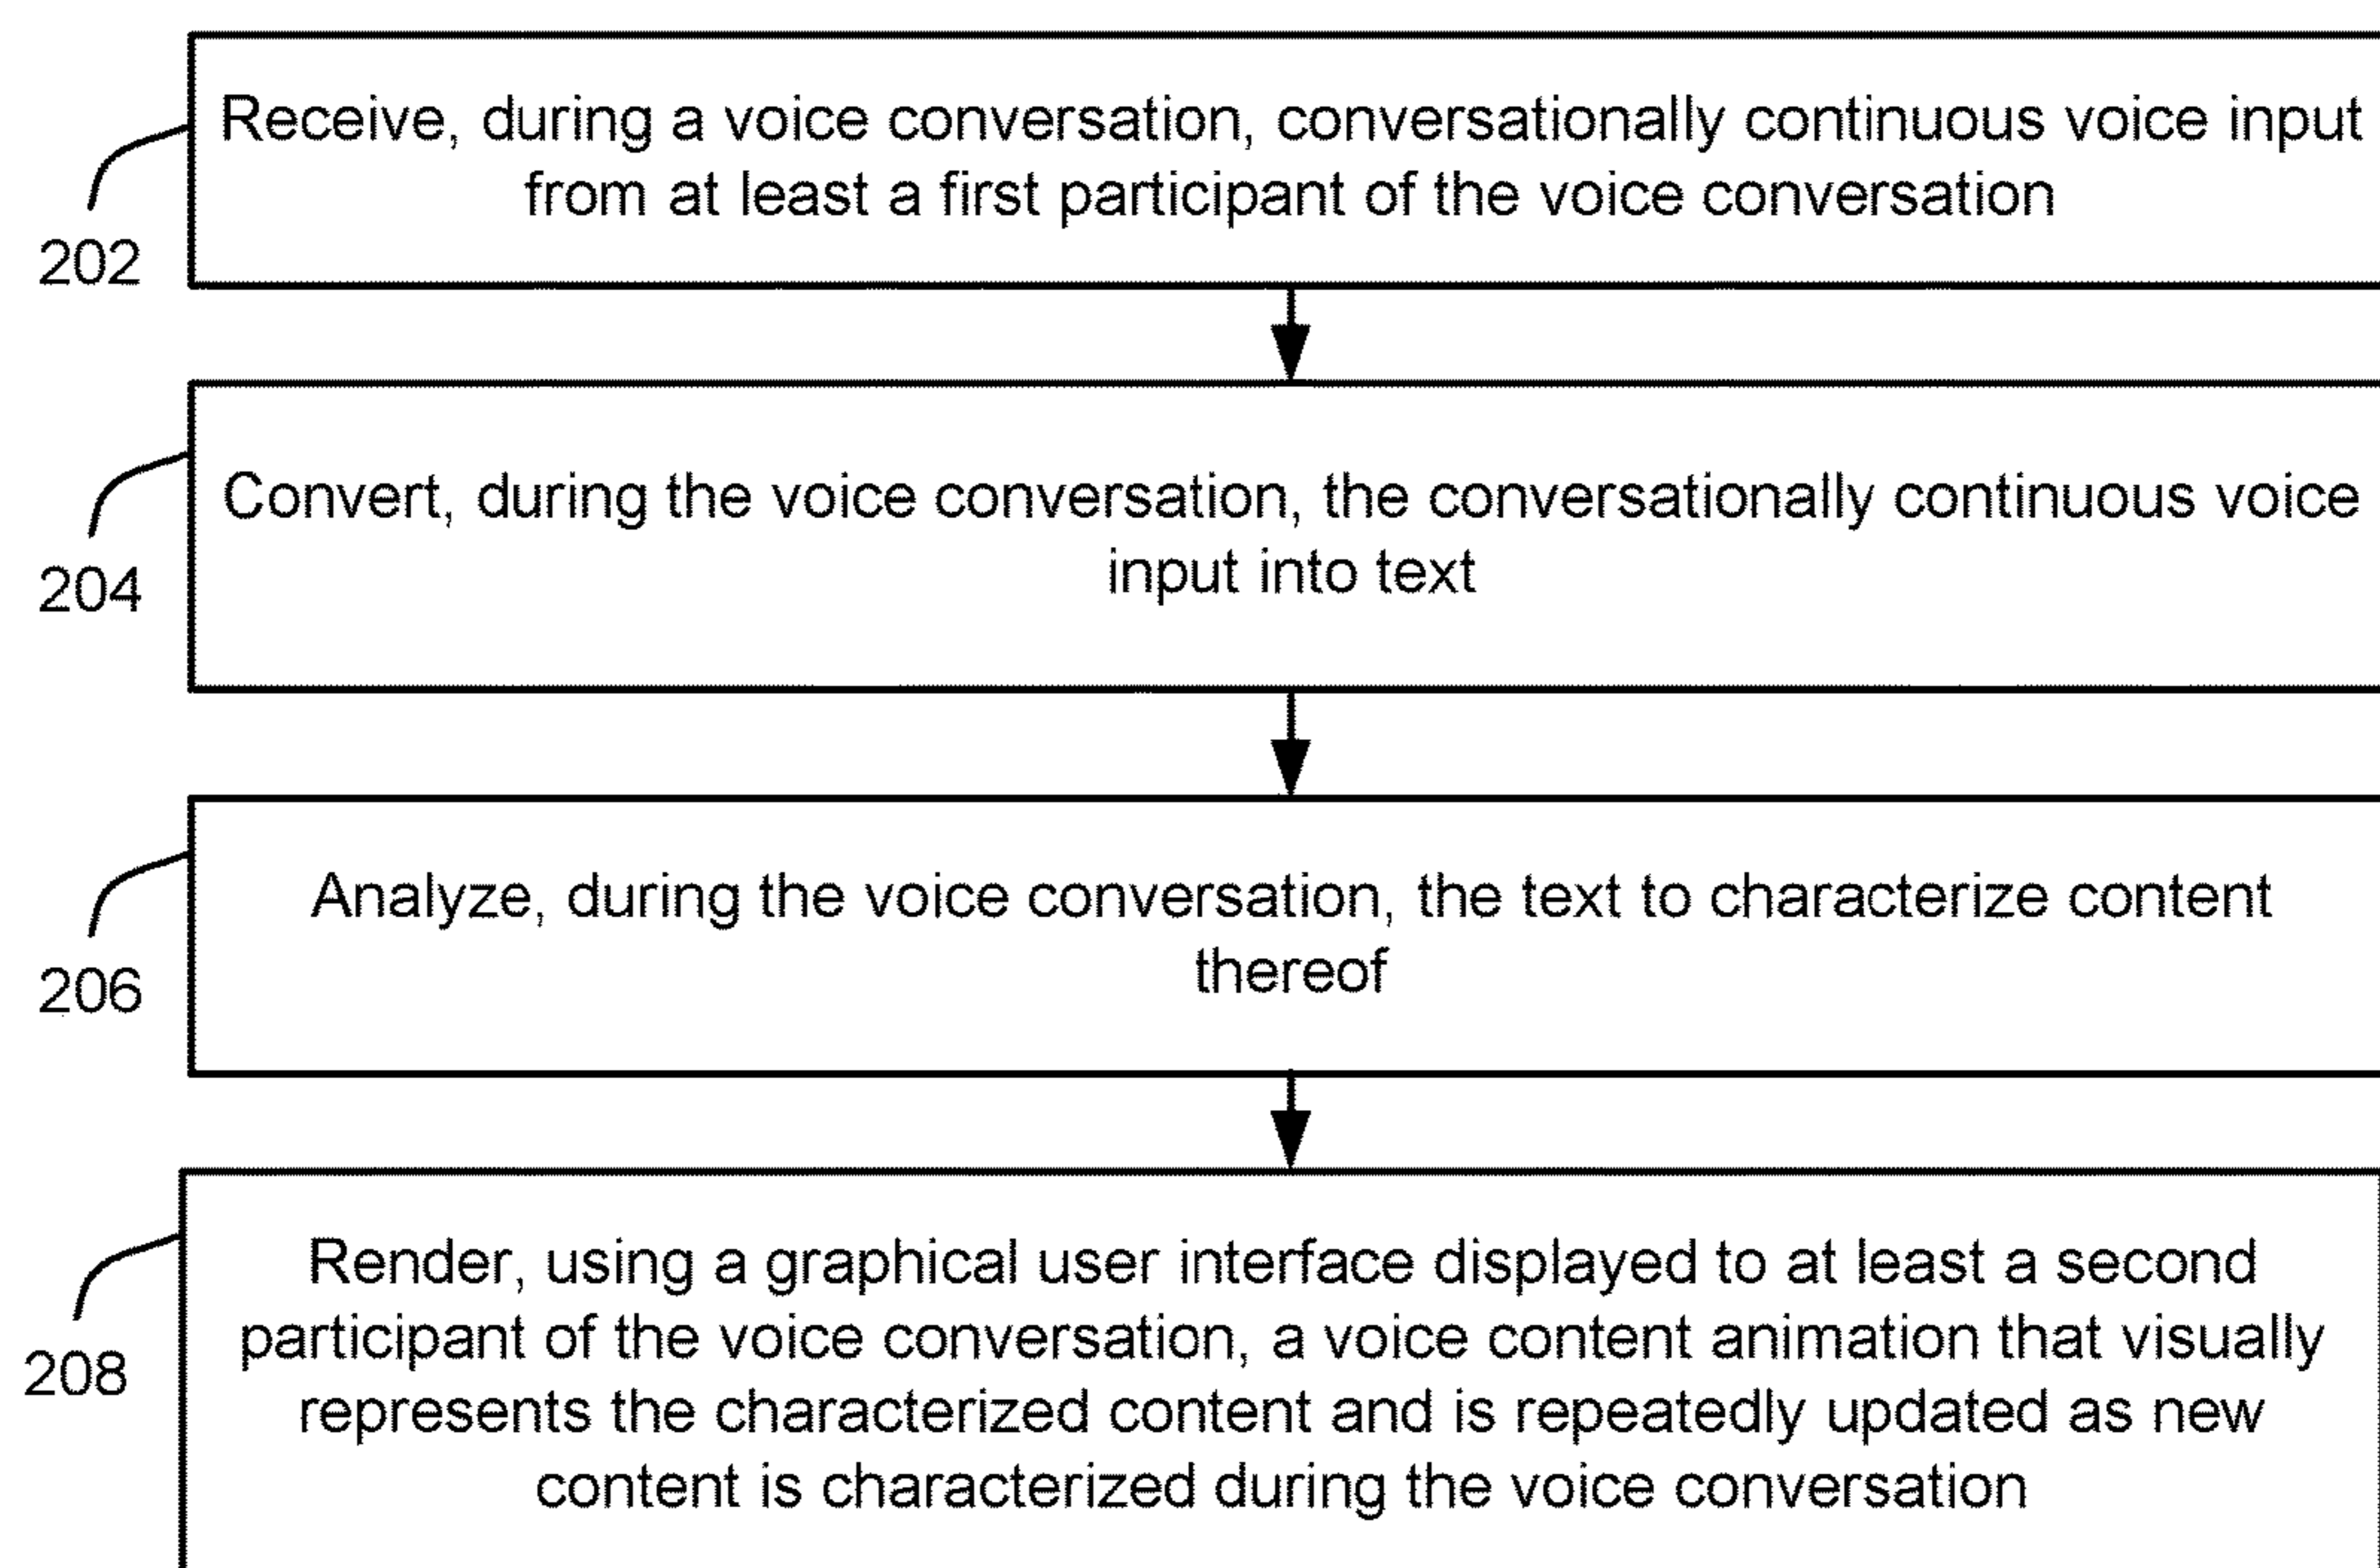 Receive, during a voice conversation, conversationally continuous voice input
from at least a first participant of the voice conversation
202
Convert, during the voice conversation, the conversationally continuous voice
input into text
204
Analyze, during the voice conversation, the text to characterize content
thereof
206
Render, using a graphical user interface displayed to at least a second
participant of the voice conversation, a voice content animation that visually
represents the characterized content and is repeatedly updated as new
content is characterized during the voice conversation
208